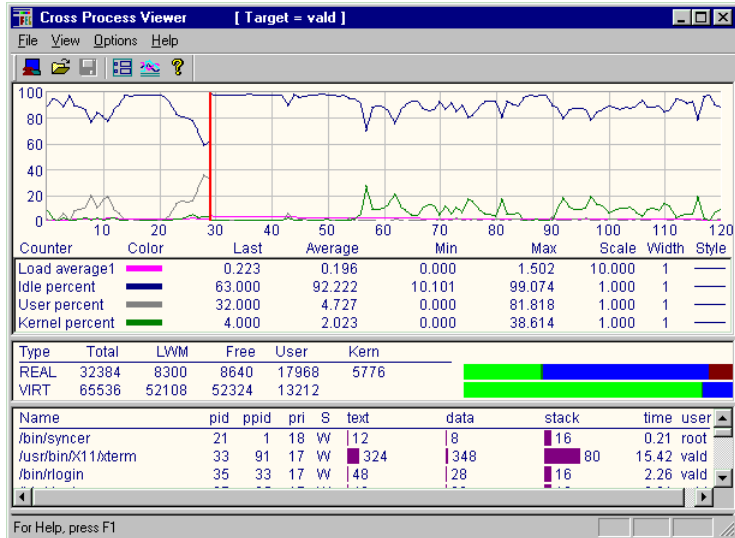 Cross Process Viewer [ Target = vald ]
File View Options Help
100
80
60
40
20
0
10 20 30 40 50 60 70 80 90 100 110 120
Counter Color Last Average Min Max Scale Width Style
Load average1 0.223 0.196 0.000 1.502 10.000 1
Idle percent 63.000 92.222 10.101 99.074 1.000 1
User percent 32.000 4.727 0.000 81.818 1.000 1
Kernel percent 4.000 2.023 0.000 38.614 1.000 1
Type Total LWM Free User Kern
REAL 32384 8300 8640 17968 5776
VIRT 65536 52108 52324 13212
Name pid ppid pri S text data stack time user
/bin/syncer 21 1 18 W 12 8 16 0.21 root
/usr/bin/X11/xterm 33 91 17 W 324 348 80 15.42 vald
/bin/rlogin 35 33 17 W 48 28 16 2.26 vald
For Help, press F1